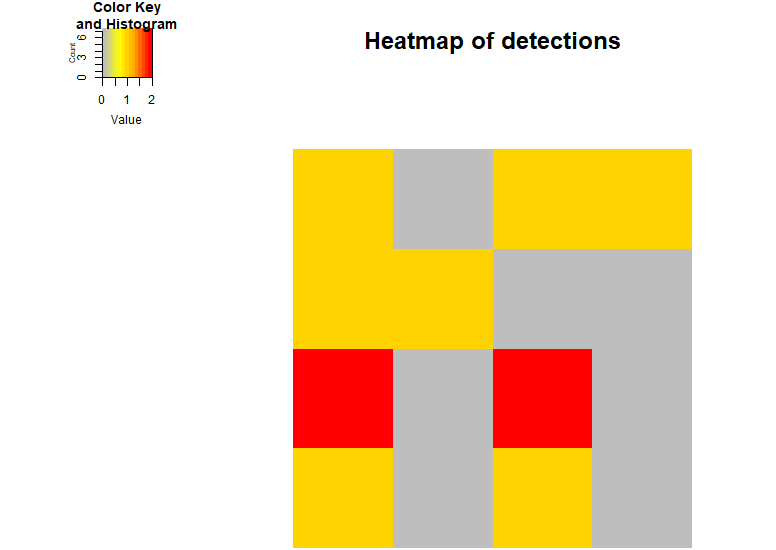 Color Key
and Histogram
Count
0 3 6
0 1 2
Value
Heatmap of detections